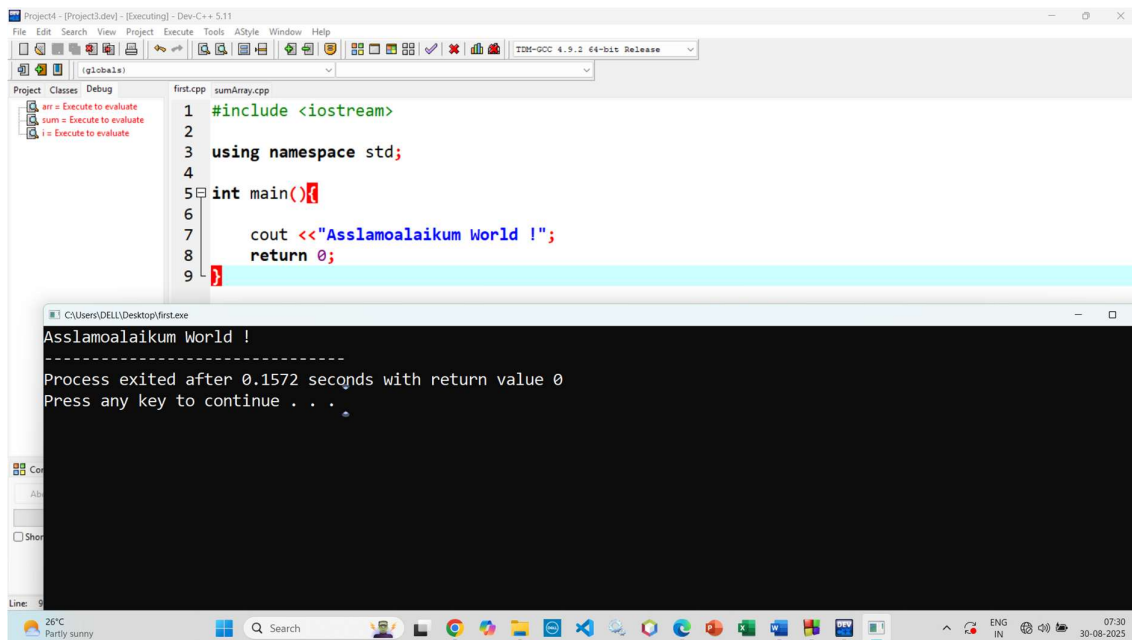 Project4 - [Project3.dev] - [Executing] - Dev-C++ 5.11
File Edit Search View Project Execute Tools AStyle Window Help
TDM-GCC 4.9.2 64-bit Release
(globals)
Project Classes Debug
first.cpp sumArray.cpp
arr = Execute to evaluate
sum = Execute to evaluate
i = Execute to evaluate
1 #include <iostream>
2
3 using namespace std;
4
5 int main(){
6
7 cout <<"Asslamoalaikum World !";
8 return 0;
9 }
C:\Users\DELL\Desktop\first.exe
Asslamoalaikum World !
--------------------------------
Process exited after 0.1572 seconds with return value 0
Press any key to continue . . .
Line: 9
26°C
Partly sunny
Search
ENG
IN
07:30
30-08-2025